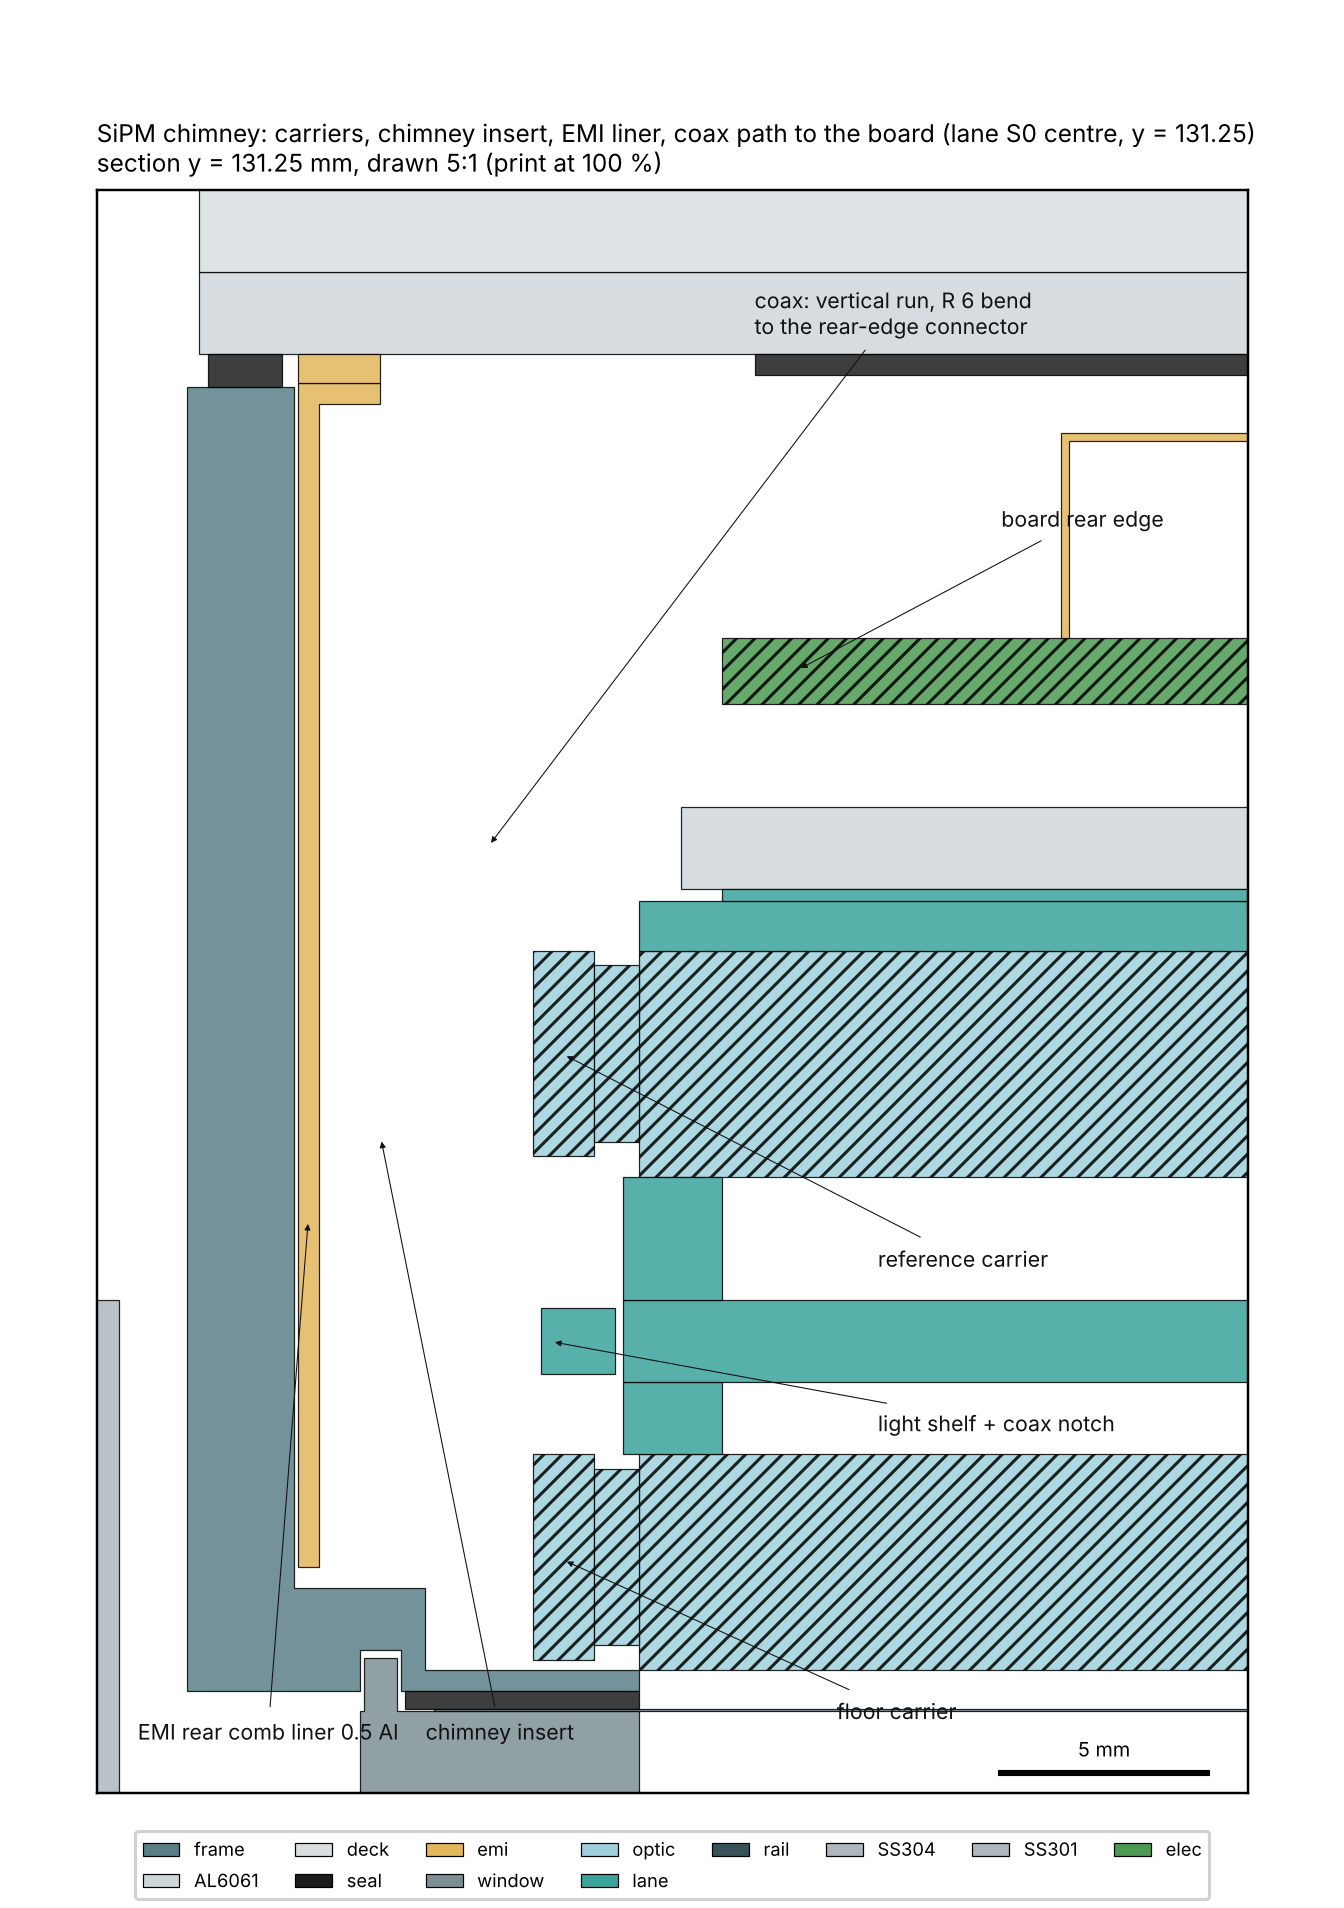 SiPM chimney: carriers, chimney insert, EMI liner, coax path to the board (lane S0 centre, y = 131.25)
section y = 131.25 mm, drawn 5:1 (print at 100 %)
coax: vertical run, R 6 bend
to the rear-edge connector
board rear edge
reference carrier
light shelf + coax notch
floor carrier
EMI rear comb liner 0.5 Al
chimney insert
5 mm
frame
deck
emi
optic
rail
SS304
SS301
elec
AL6061
seal
window
lane